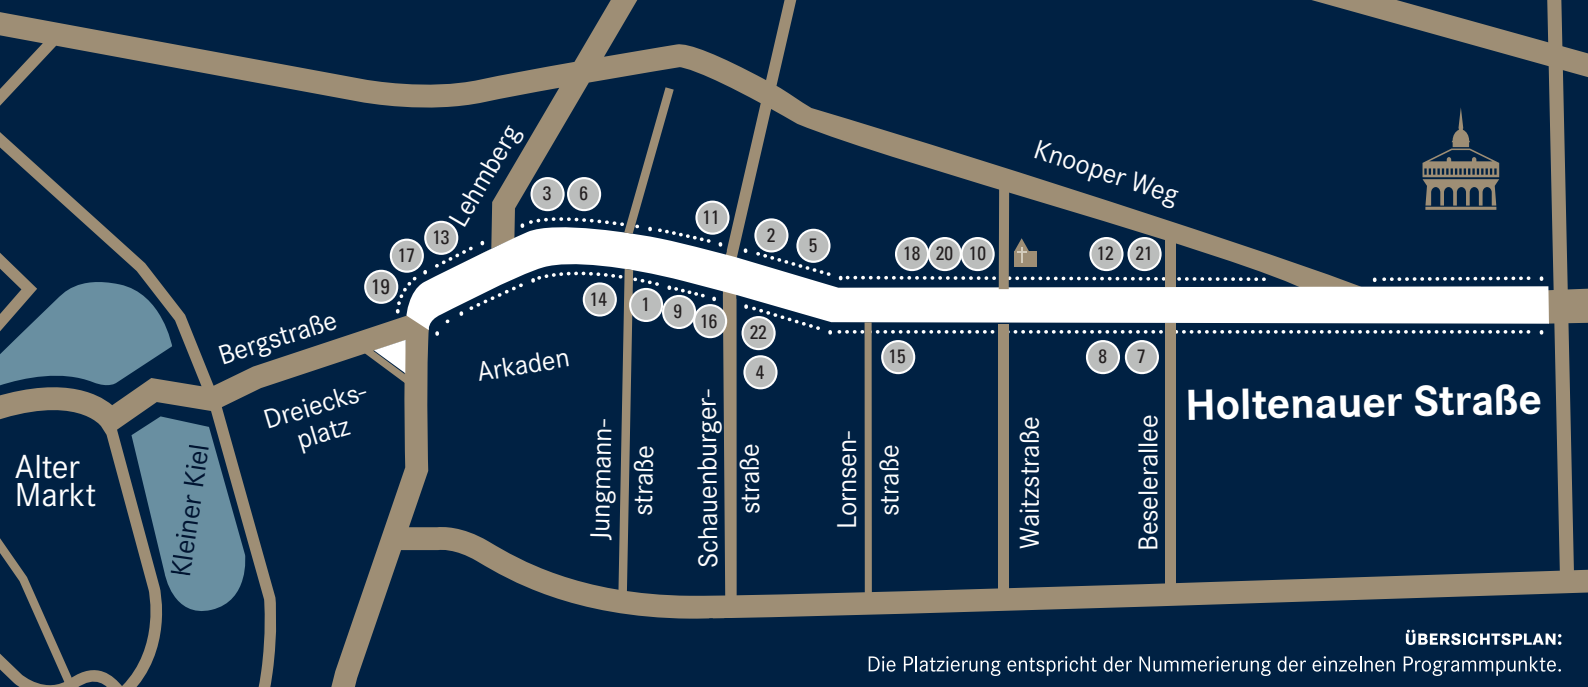 Lehmberg
Knooper Weg
3
6
11
13
2
5
17
18
20
10
12
21
19
14
1
9
16
22
15
8
7
4
Bergstraße
Arkaden
Dreiecks-
platz
Holtenauer Straße
Alter
Markt
Kleiner Kiel
Jungmann-
straße
Schauenburger-
straße
Lornsen-
straße
Waitzstraße
Beselerallee
ÜBERSICHTSPLAN:
Die Platzierung entspricht der Nummerierung der einzelnen Programmpunkte.